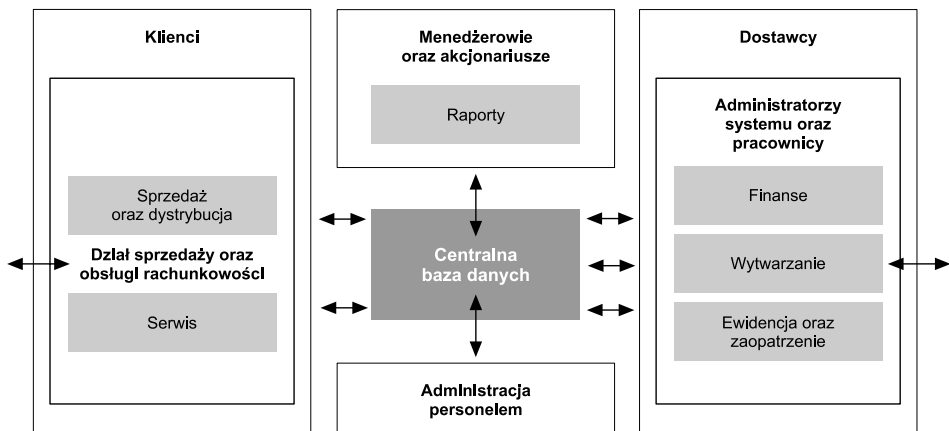 Klienci
Sprzedaż
oraz dystrybucja
Dział sprzedaży oraz
obsługi rachunkowości
Serwis
Menedżerowie
oraz akcjonariusze
Raporty
Centralna
baza danych
Administracja
personelem
Dostawcy
Administratorzy
systemu oraz
pracownicy
Finanse
Wytwarzanie
Ewidencja oraz
zaopatrzenie